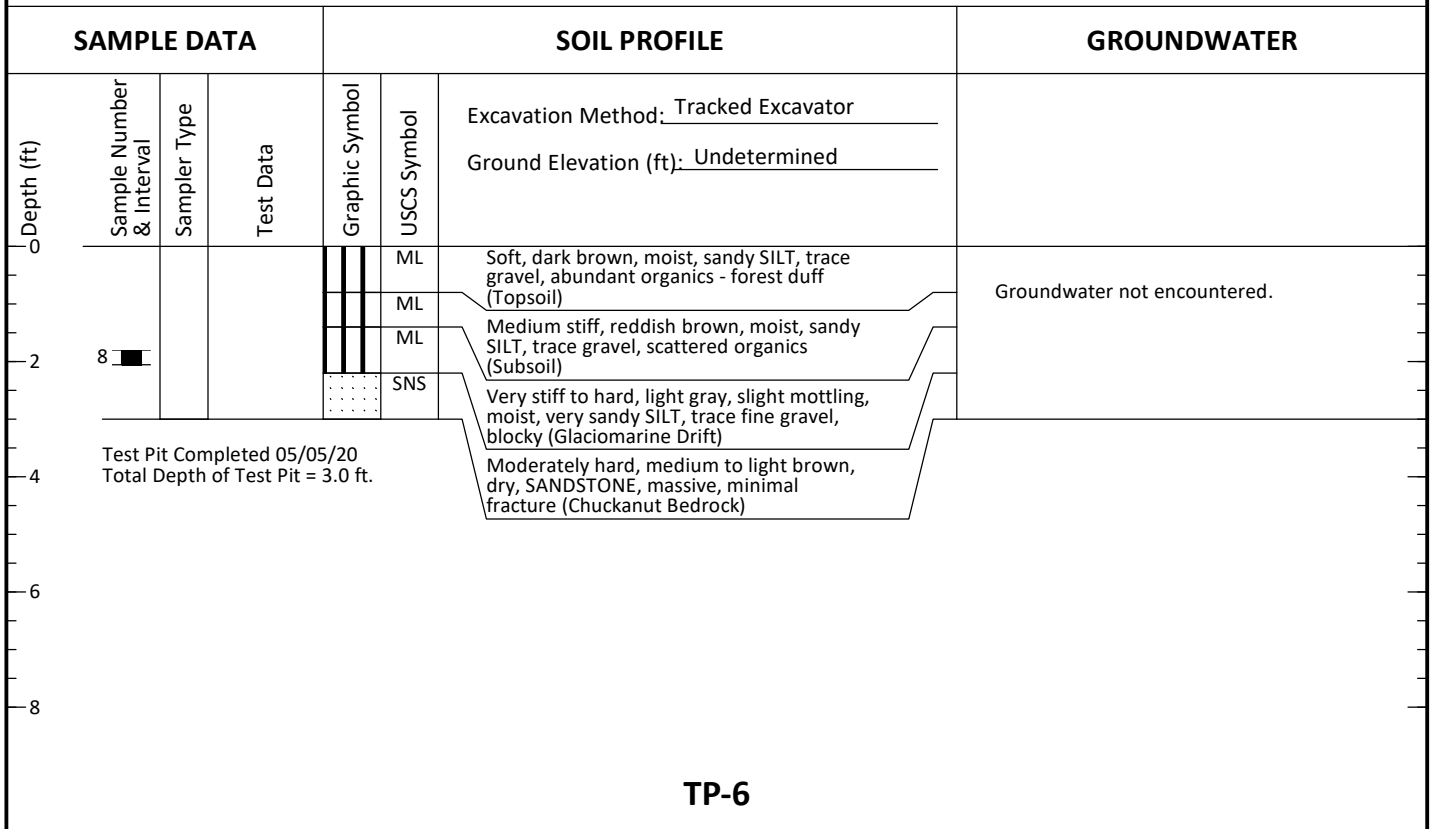 SAMPLE DATA
SOIL PROFILE
GROUNDWATER
Depth (ft)
Sample Number
& Interval
Sampler Type
Test Data
Graphic Symbol
USCS Symbol
Excavation Method: Tracked Excavator
Ground Elevation (ft): Undetermined
0
2
4
6
8
8
ML
ML
ML
SNS
Soft, dark brown, moist, sandy SILT, trace
gravel, abundant organics - forest duff
(Topsoil)
Medium stiff, reddish brown, moist, sandy
SILT, trace gravel, scattered organics
(Subsoil)
Very stiff to hard, light gray, slight mottling,
moist, very sandy SILT, trace fine gravel,
blocky (Glaciomarine Drift)
Moderately hard, medium to light brown,
dry, SANDSTONE, massive, minimal
fracture (Chuckanut Bedrock)
Groundwater not encountered.
Test Pit Completed 05/05/20
Total Depth of Test Pit = 3.0 ft.
TP-6